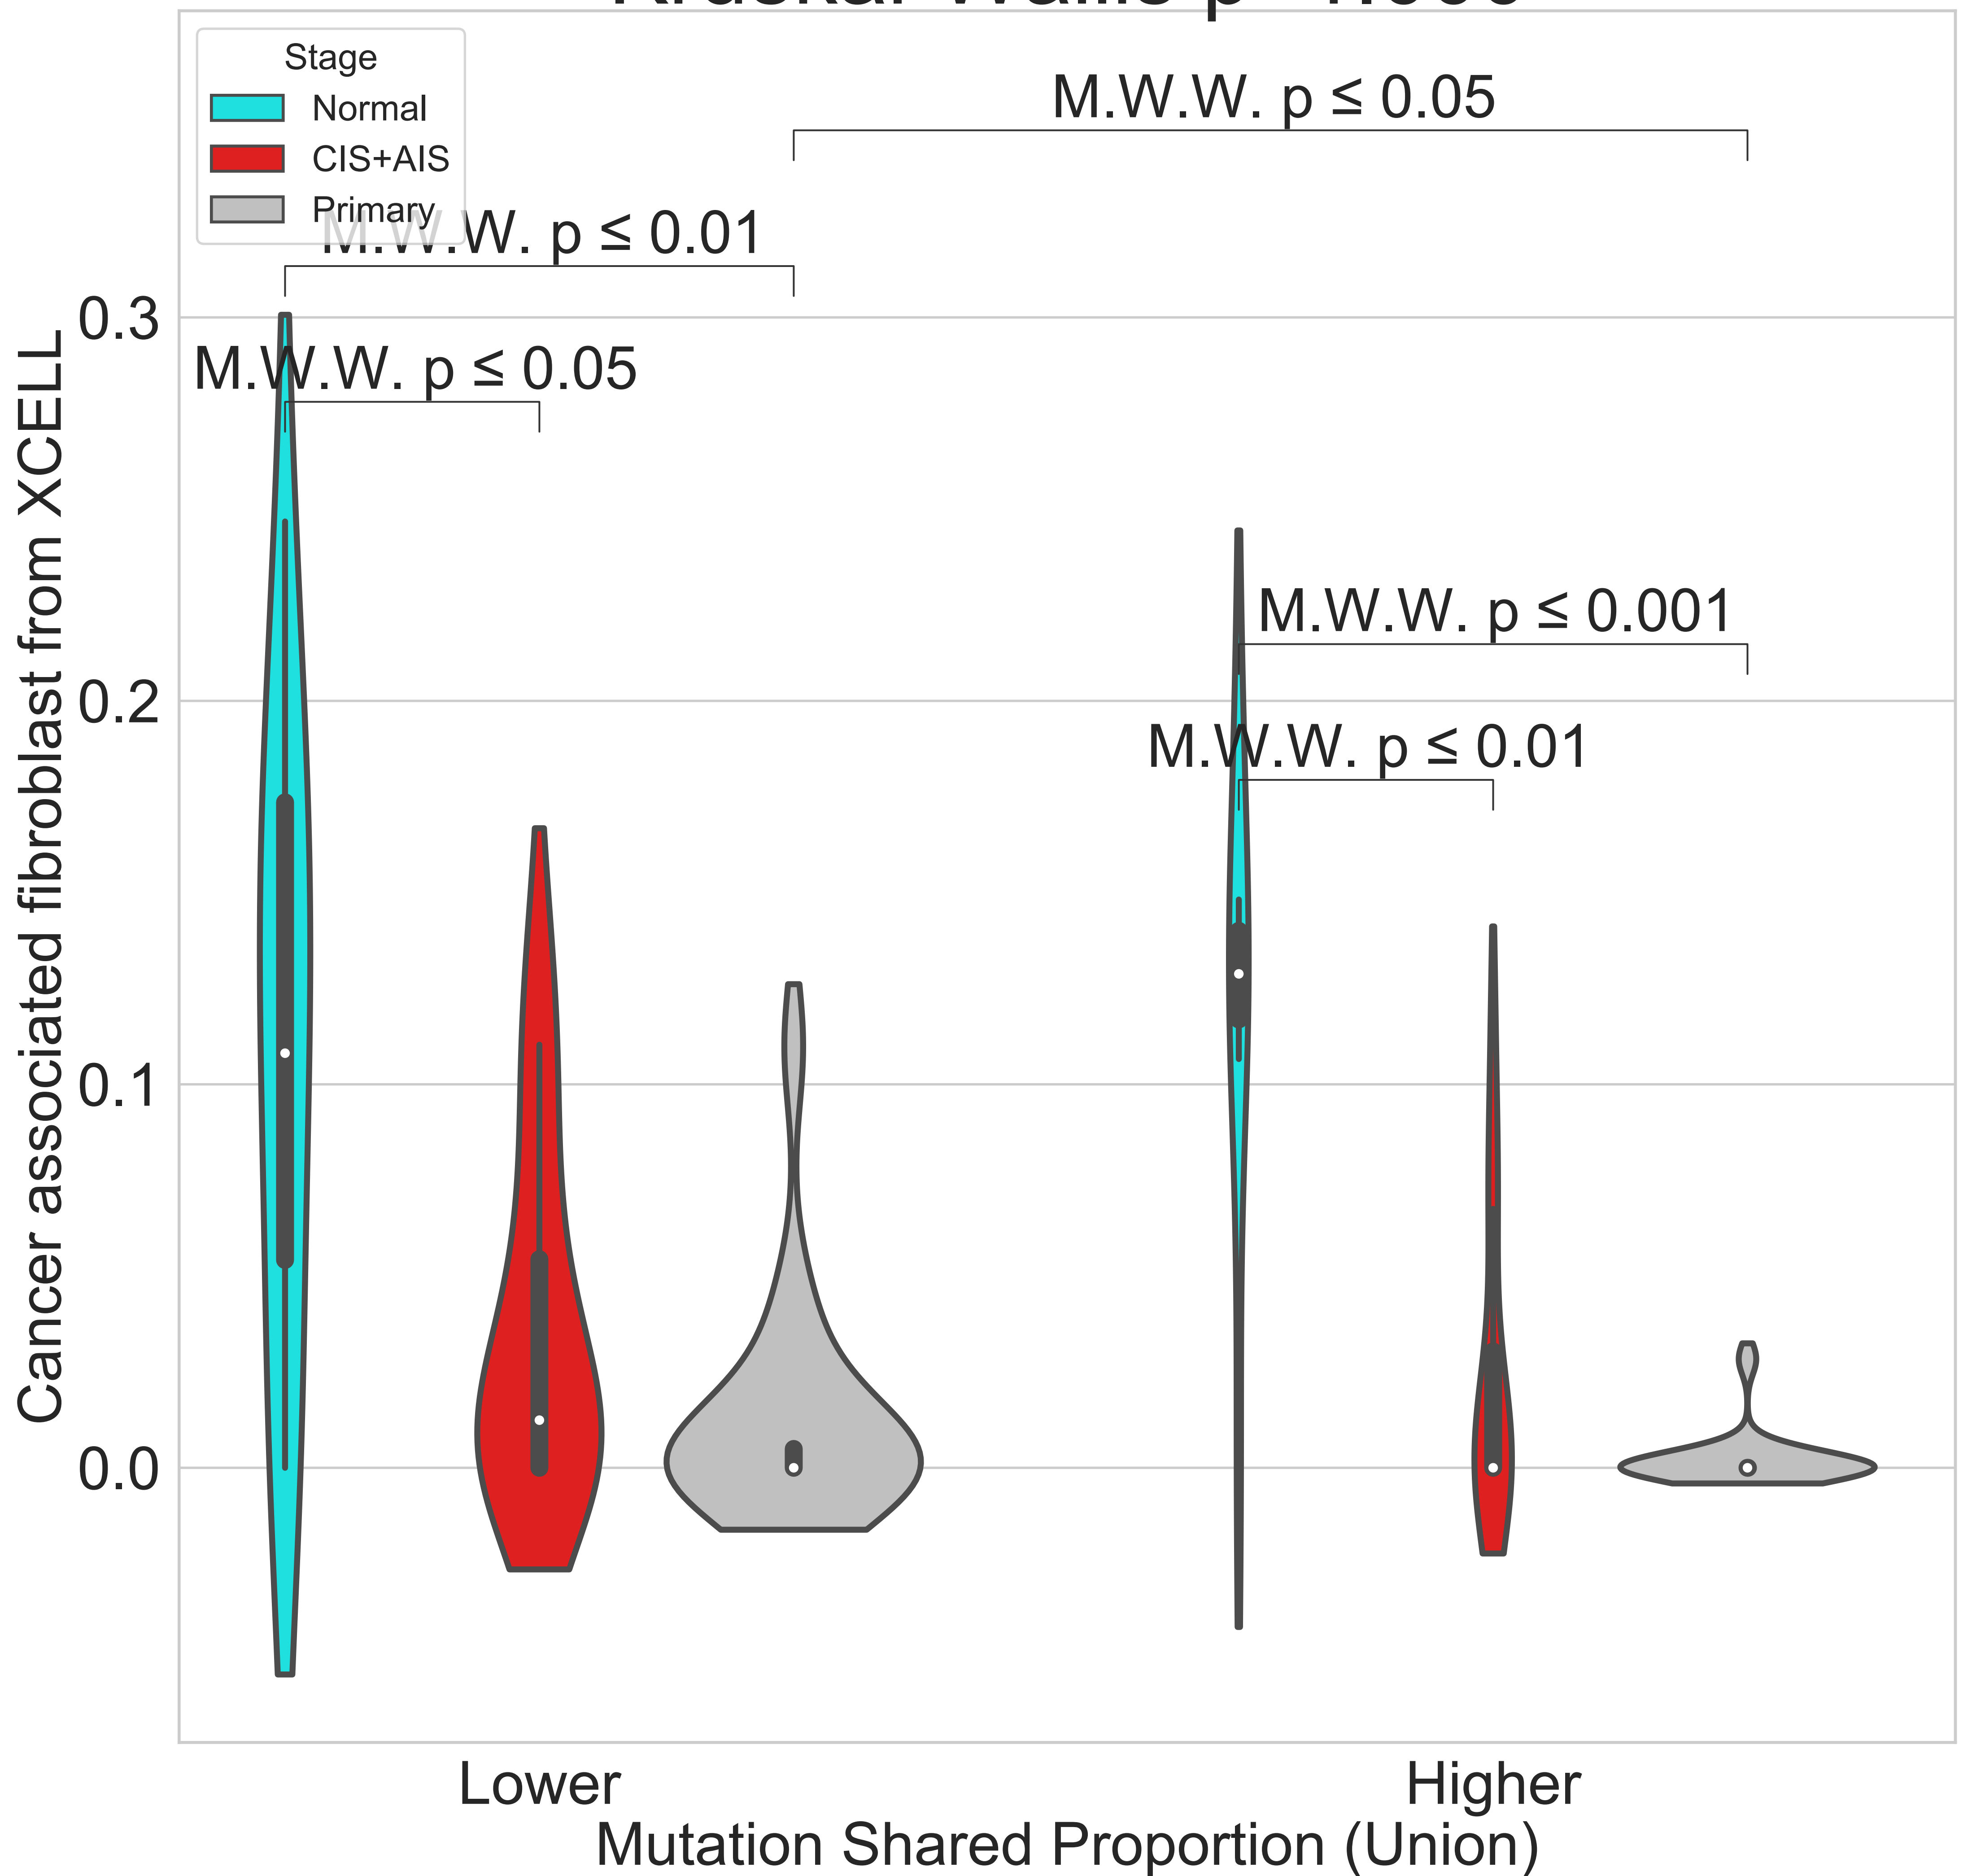 Stage
Normal
CIS+AIS
Primary
M.W.W. p ≤ 0.05
M.W.W. p ≤ 0.01
M.W.W. p ≤ 0.05
M.W.W. p ≤ 0.001
M.W.W. p ≤ 0.01
Cancer associated fibroblast from XCELL
0.3
0.2
0.1
0.0
Lower
Higher
Mutation Shared Proportion (Union)